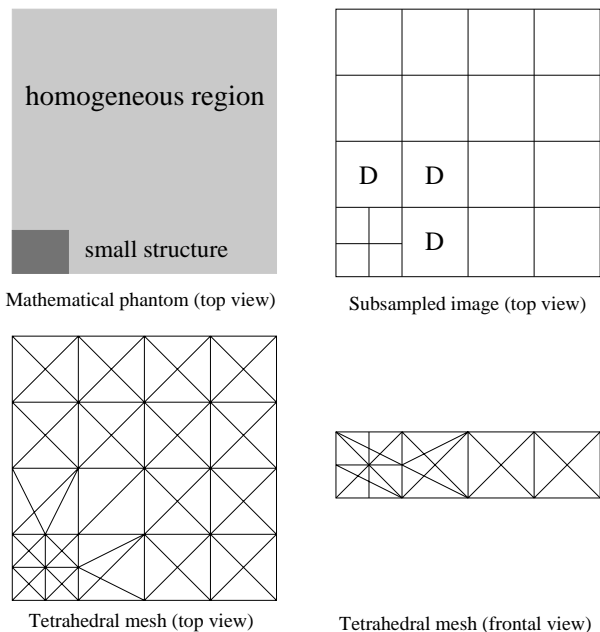 homogeneous region
small structure
Mathematical phantom (top view)
D D
D
Subsampled image (top view)
Tetrahedral mesh (top view)
Tetrahedral mesh (frontal view)